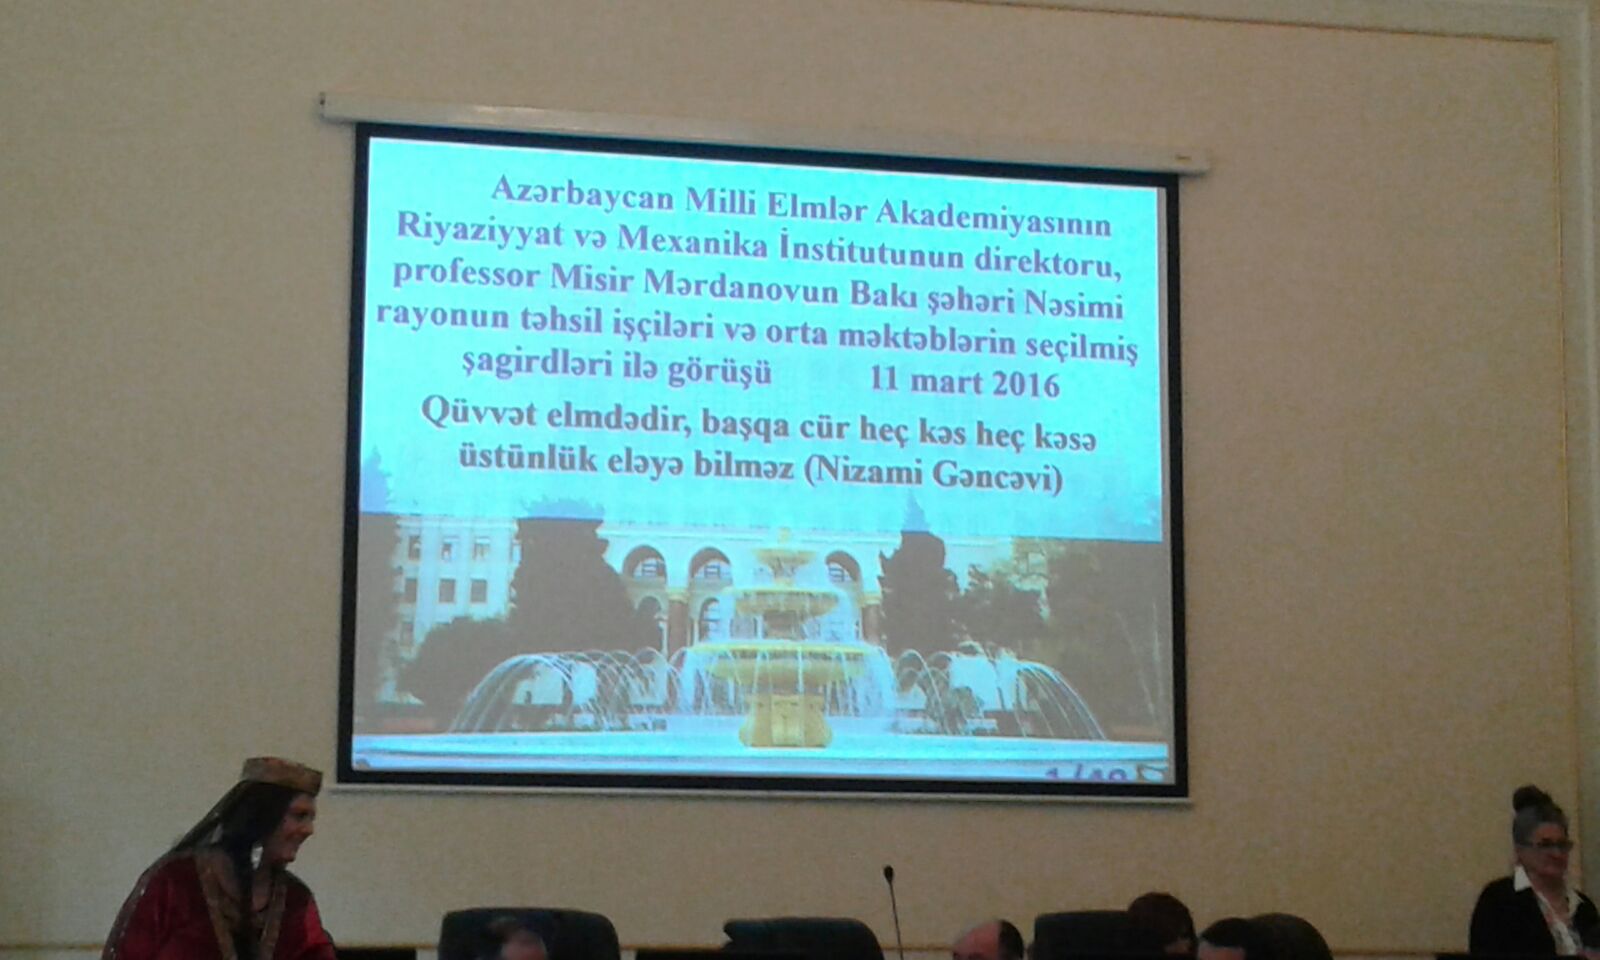 Azərbaycan Milli Elmlər Akademiyasının
Riyaziyyat və Mexanika İnstitutunun direktoru,
professor Misir Mərdanovun Bakı şəhəri Nəsimi
rayonun təhsil işçiləri və orta məktəblərin seçilmiş
şagirdləri ilə görüşü 11 mart 2016
Qüvvət elmdədir, başqa cür heç kəs heç kəsə
üstünlük eləyə bilməz (Nizami Gəncəvi)